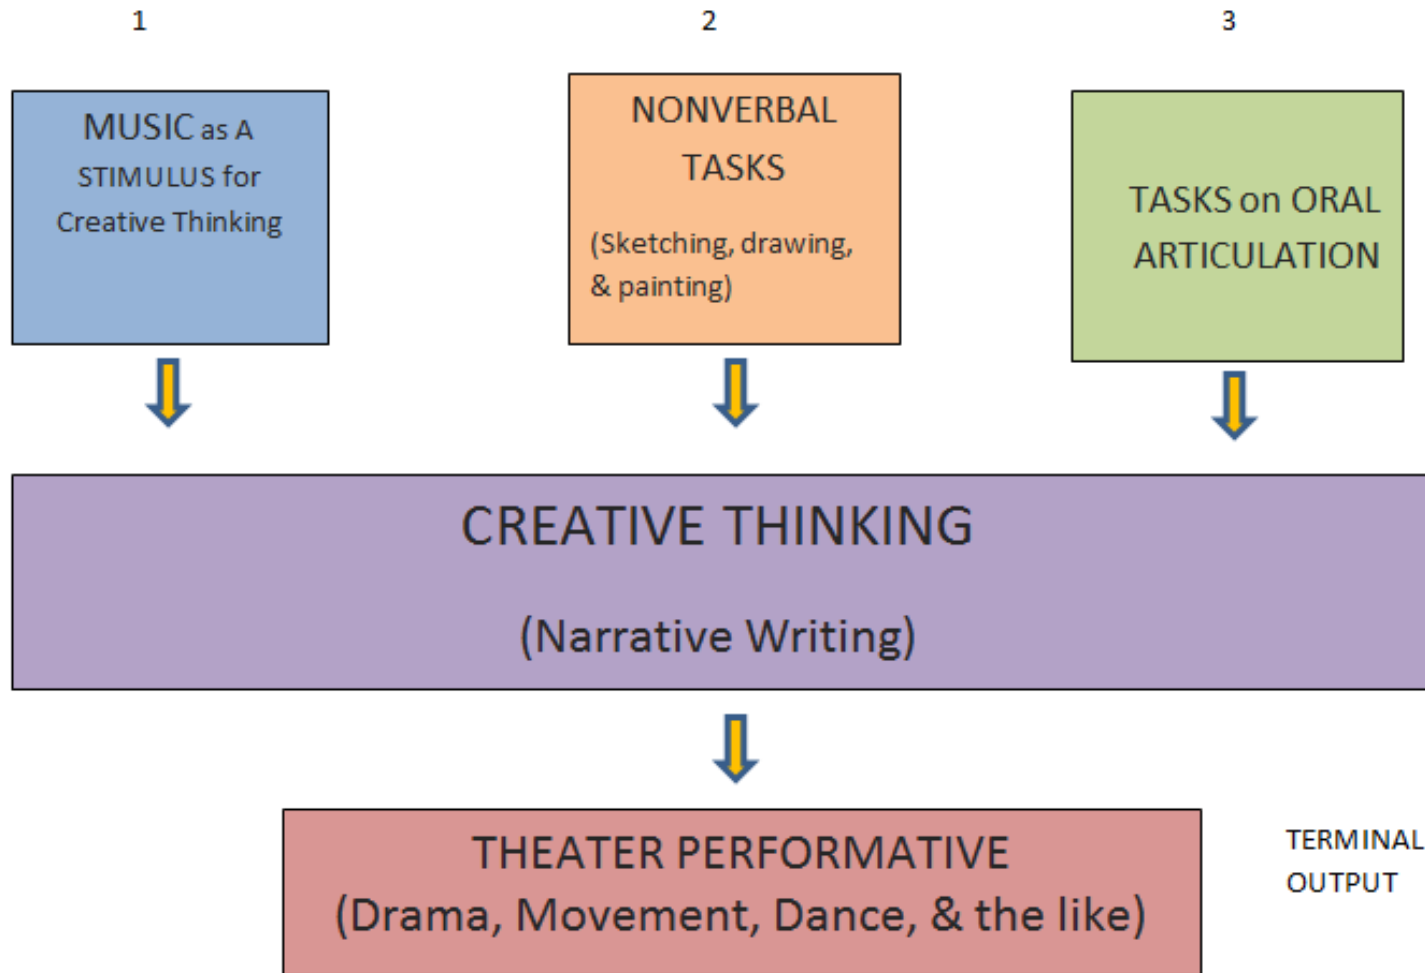 1
2
3
MUSIC as A
STIMULUS for
Creative Thinking
NONVERBAL
TASKS
(Sketching, drawing,
& painting)
TASKS on ORAL
ARTICULATION
CREATIVE THINKING
(Narrative Writing)
THEATER PERFORMATIVE
(Drama, Movement, Dance, & the like)
TERMINAL
OUTPUT